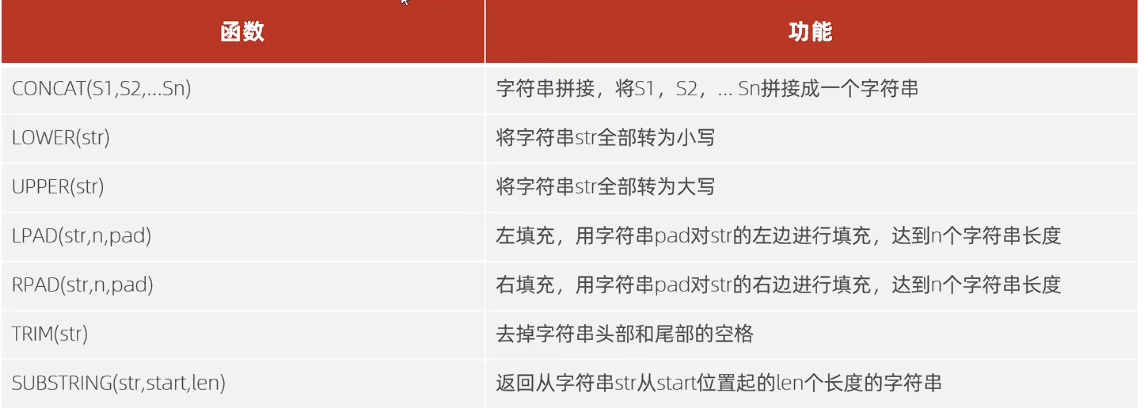 函数 功能
CONCAT(S1,S2,...Sn) 字符串拼接，将S1，S2，... Sn拼接成一个字符串
LOWER(str) 将字符串str全部转为小写
UPPER(str) 将字符串str全部转为大写
LPAD(str,n,pad) 左填充，用字符串pad对str的左边进行填充，达到n个字符串长度
RPAD(str,n,pad) 右填充，用字符串pad对str的右边进行填充，达到n个字符串长度
TRIM(str) 去掉字符串头部和尾部的空格
SUBSTRING(str,start,len) 返回从字符串str从start位置起的len个长度的字符串